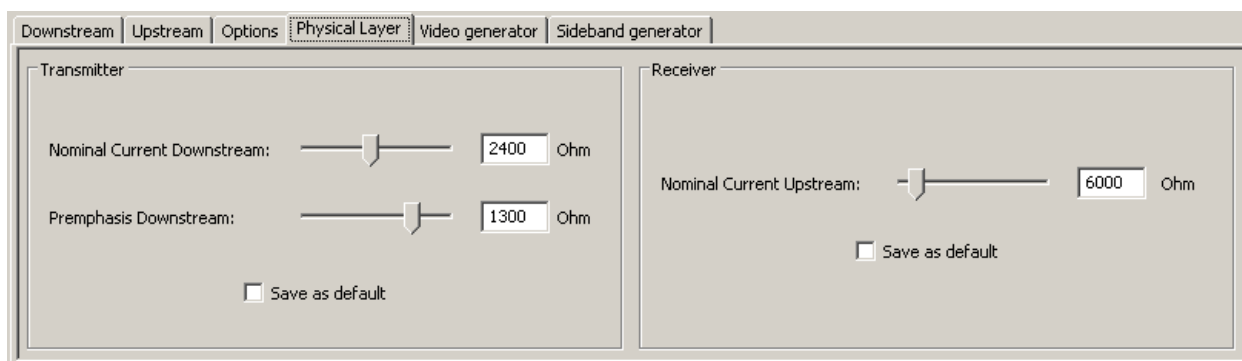 Downstream Upstream Options Physical Layer Video generator Sideband generator
Transmitter
Nominal Current Downstream: 2400 Ohm
Premphasis Downstream: 1300 Ohm
Save as default
Receiver
Nominal Current Upstream: 6000 Ohm
Save as default